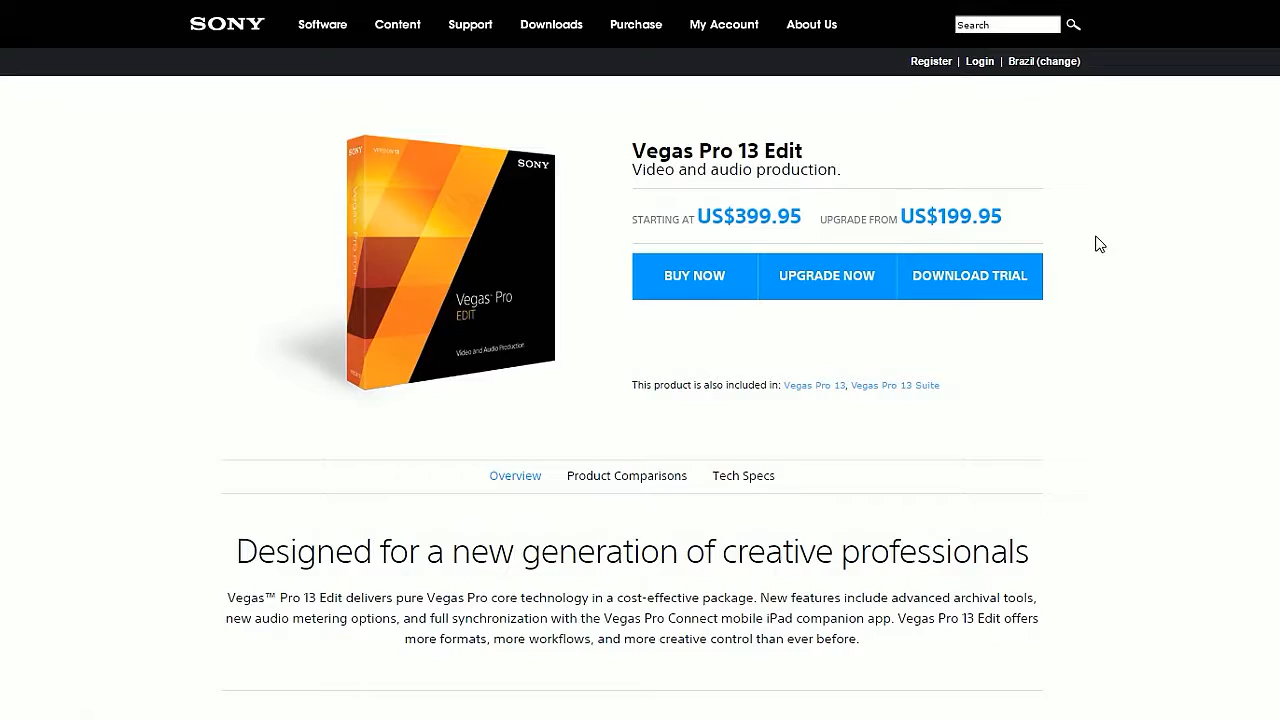 SONY Software Content Support Downloads Purchase My Account About Us Search
Register | Login | Brazil (change)
SONY
VERSION 13
SONY
Vegas Pro
Vegas™ Pro
EDIT
Video and Audio Production
Vegas Pro 13 Edit
Video and audio production.
STARTING AT US$399.95 UPGRADE FROM US$199.95
BUY NOW UPGRADE NOW DOWNLOAD TRIAL
This product is also included in: Vegas Pro 13, Vegas Pro 13 Suite
Overview Product Comparisons Tech Specs
Designed for a new generation of creative professionals
Vegas™ Pro 13 Edit delivers pure Vegas Pro core technology in a cost-effective package. New features include advanced archival tools,
new audio metering options, and full synchronization with the Vegas Pro Connect mobile iPad companion app. Vegas Pro 13 Edit offers
more formats, more workflows, and more creative control than ever before.